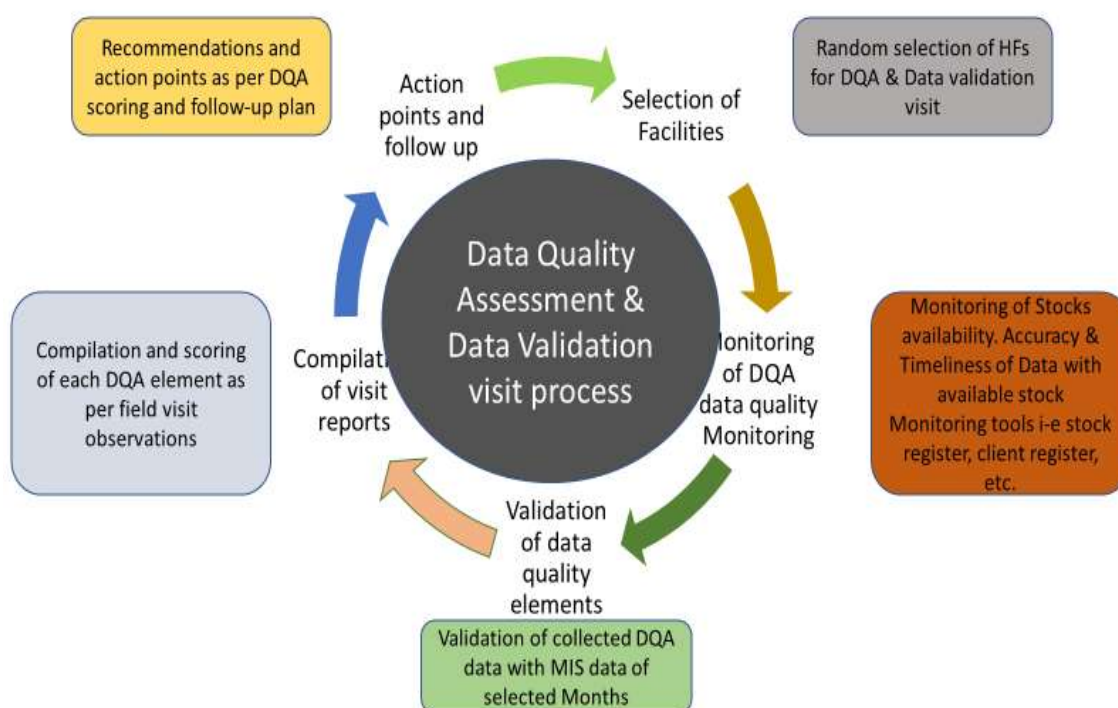 Recommendations and
action points as per DQA
scoring and follow-up plan
Action
points and
follow up
Selection of
Facilities
Random selection of HFs
for DQA & Data validation
visit
Data Quality
Assessment &
Data Validation
visit process
Monitoring
of DQA
data quality
Monitoring
Monitoring of Stocks
availability. Accuracy &
Timeliness of Data with
available stock
Monitoring tools i-e stock
register, client register,
etc.
Validation
of data
quality
elements
Validation of collected DQA
data with MIS data of
selected Months
Compilation
of visit
reports
Compilation and scoring
of each DQA element as
per field visit
observations